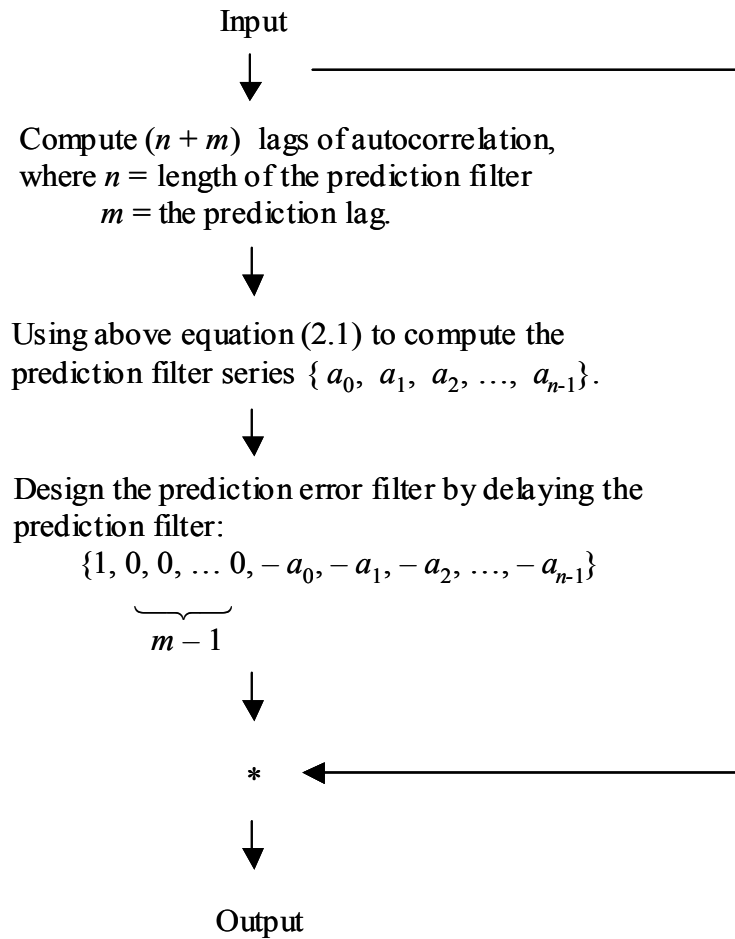 Input
Compute (n + m) lags of autocorrelation,
where n = length of the prediction filter
m = the prediction lag.
Using above equation (2.1) to compute the
prediction filter series { a₀, a₁, a₂, …, aₙ₋₁}.
Design the prediction error filter by delaying the
prediction filter:
{1, 0, 0, … 0, – a₀, – a₁, – a₂, …, – aₙ₋₁}
m – 1
*
Output